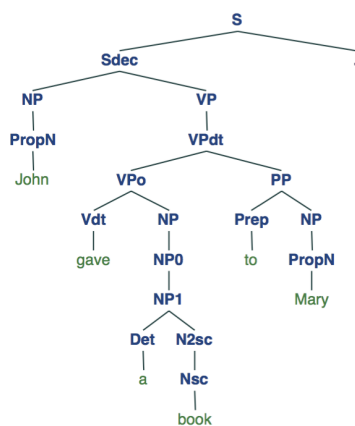 S
Sdec .
NP VP
PropN VPdt
John VPo PP
Vdt NP Prep NP
gave NP0 to PropN
NP1 Mary
Det N2sc
a Nsc
book